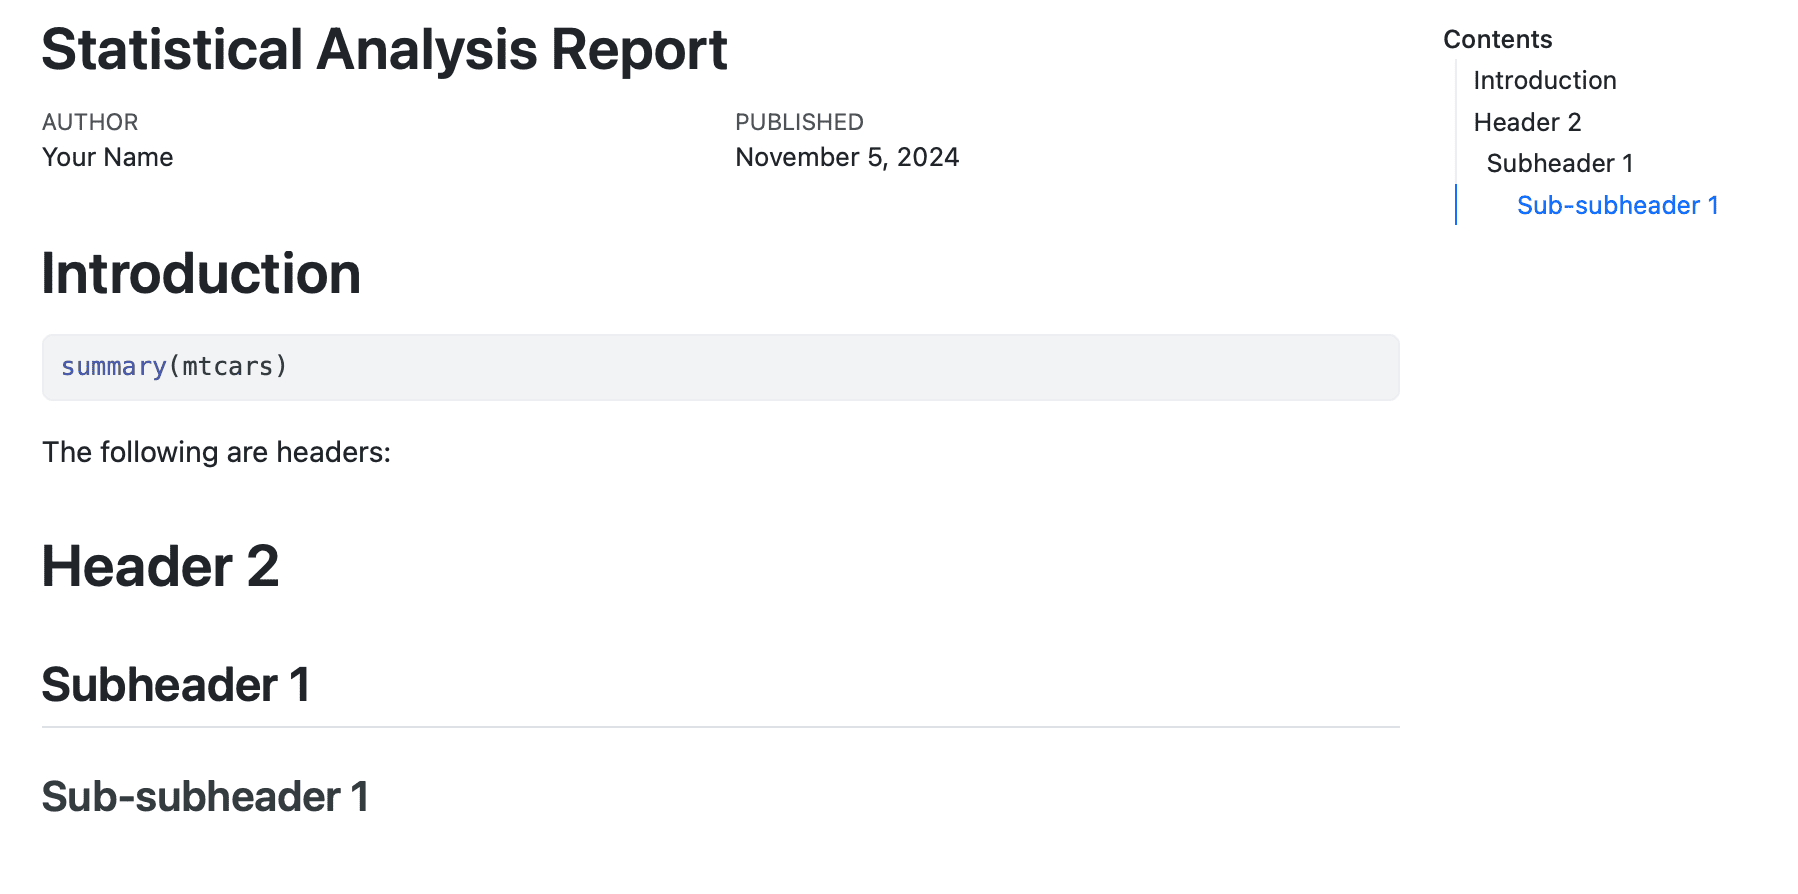 Statistical Analysis Report
AUTHOR
Your Name
PUBLISHED
November 5, 2024
Introduction
summary(mtcars)
The following are headers:
Header 2
Subheader 1
Sub-subheader 1
Contents
Introduction
Header 2
Subheader 1
Sub-subheader 1